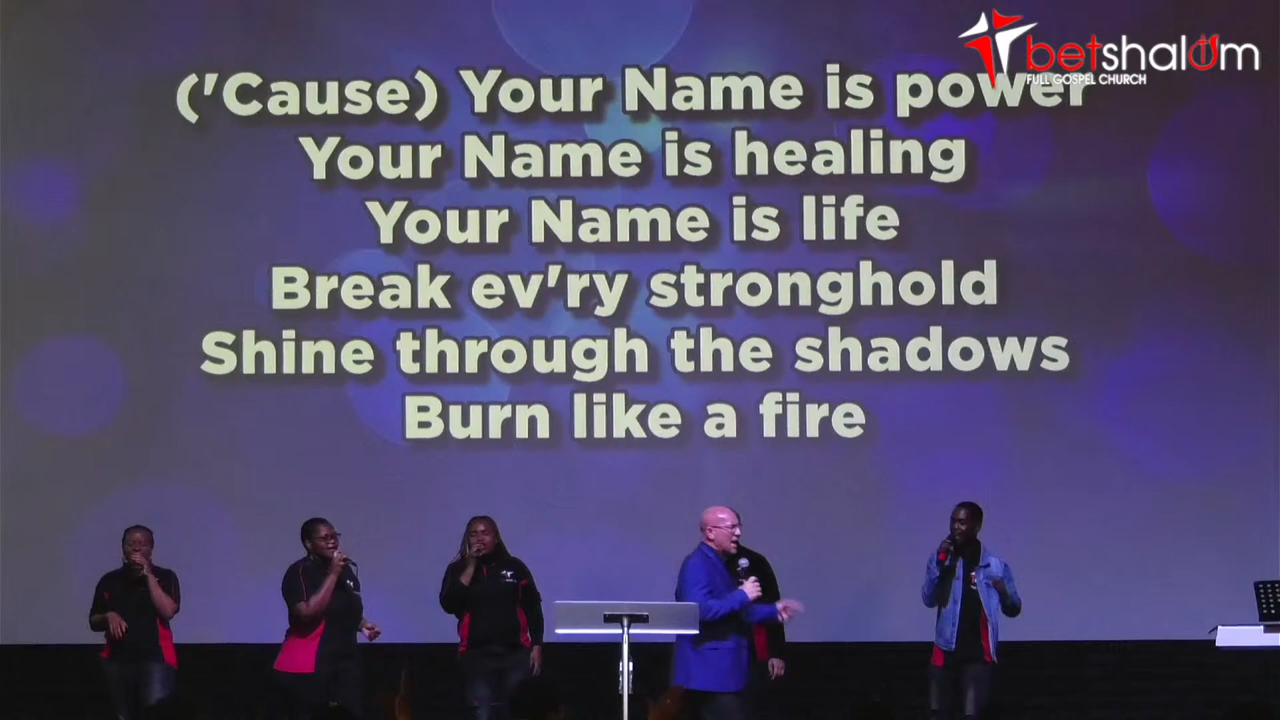 betshalom
FULL GOSPEL CHURCH
('Cause) Your Name is power
Your Name is healing
Your Name is life
Break ev'ry stronghold
Shine through the shadows
Burn like a fire